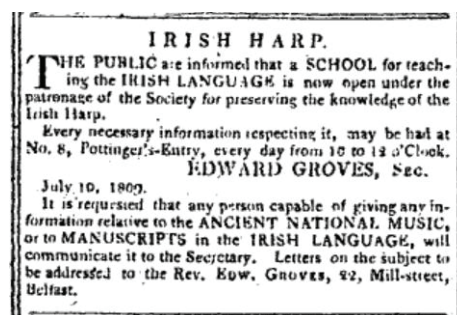 IRISH HARP.
THE PUBLIC are informed that a SCHOOL for teach-
ing the IRISH LANGUAGE is now open under the
patronage of the Society for preserving the knowledge of the
Irish Harp.
Every necessary information respecting it, may be had at
No. 8, Pottinger's-Entry, every day from 10 to 12 o'Clock.
EDWARD GROVES, Sec.
July 10, 1809.
It is requested that any person capable of giving any in-
formation relative to the ANCIENT NATIONAL MUSIC,
or to MANUSCRIPTS in the IRISH LANGUAGE, will
communicate it to the Secretary. Letters on the subject to
be addressed to the Rev. EDW. GROVES, 22, Mill-street,
Belfast.